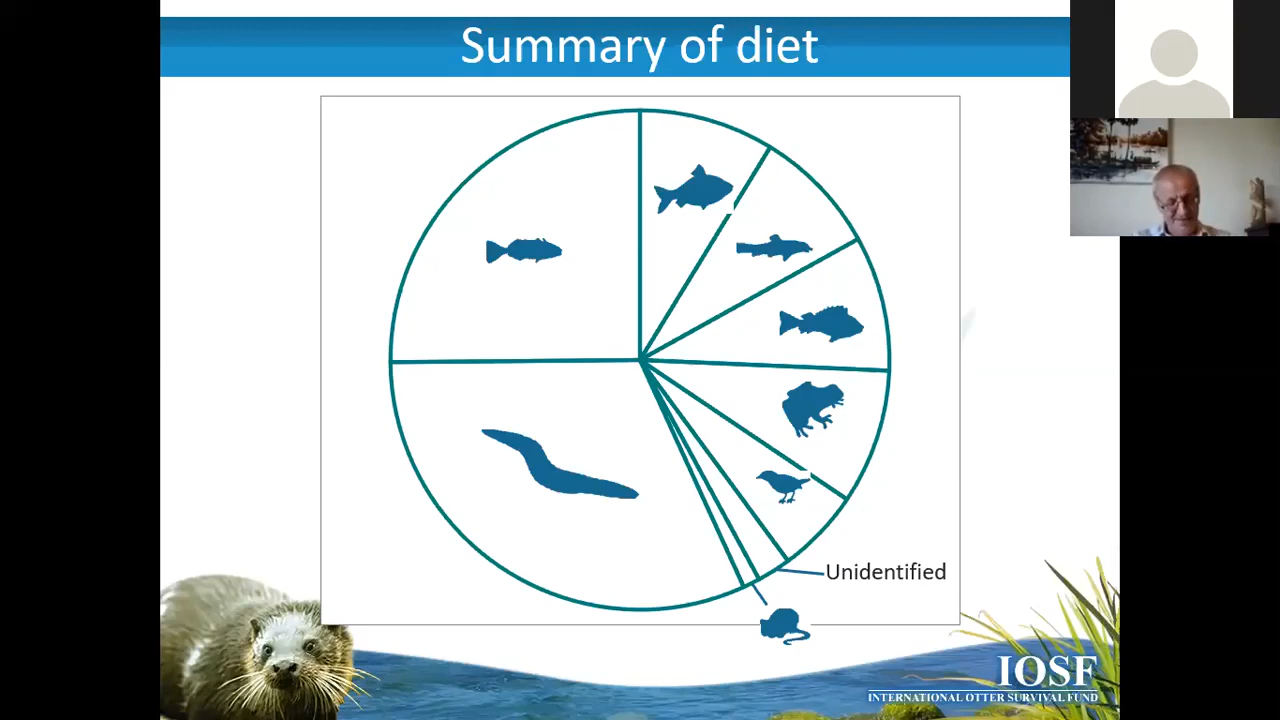 Summary of diet
Unidentified
IOSF
INTERNATIONAL OTTER SURVIVAL FUND